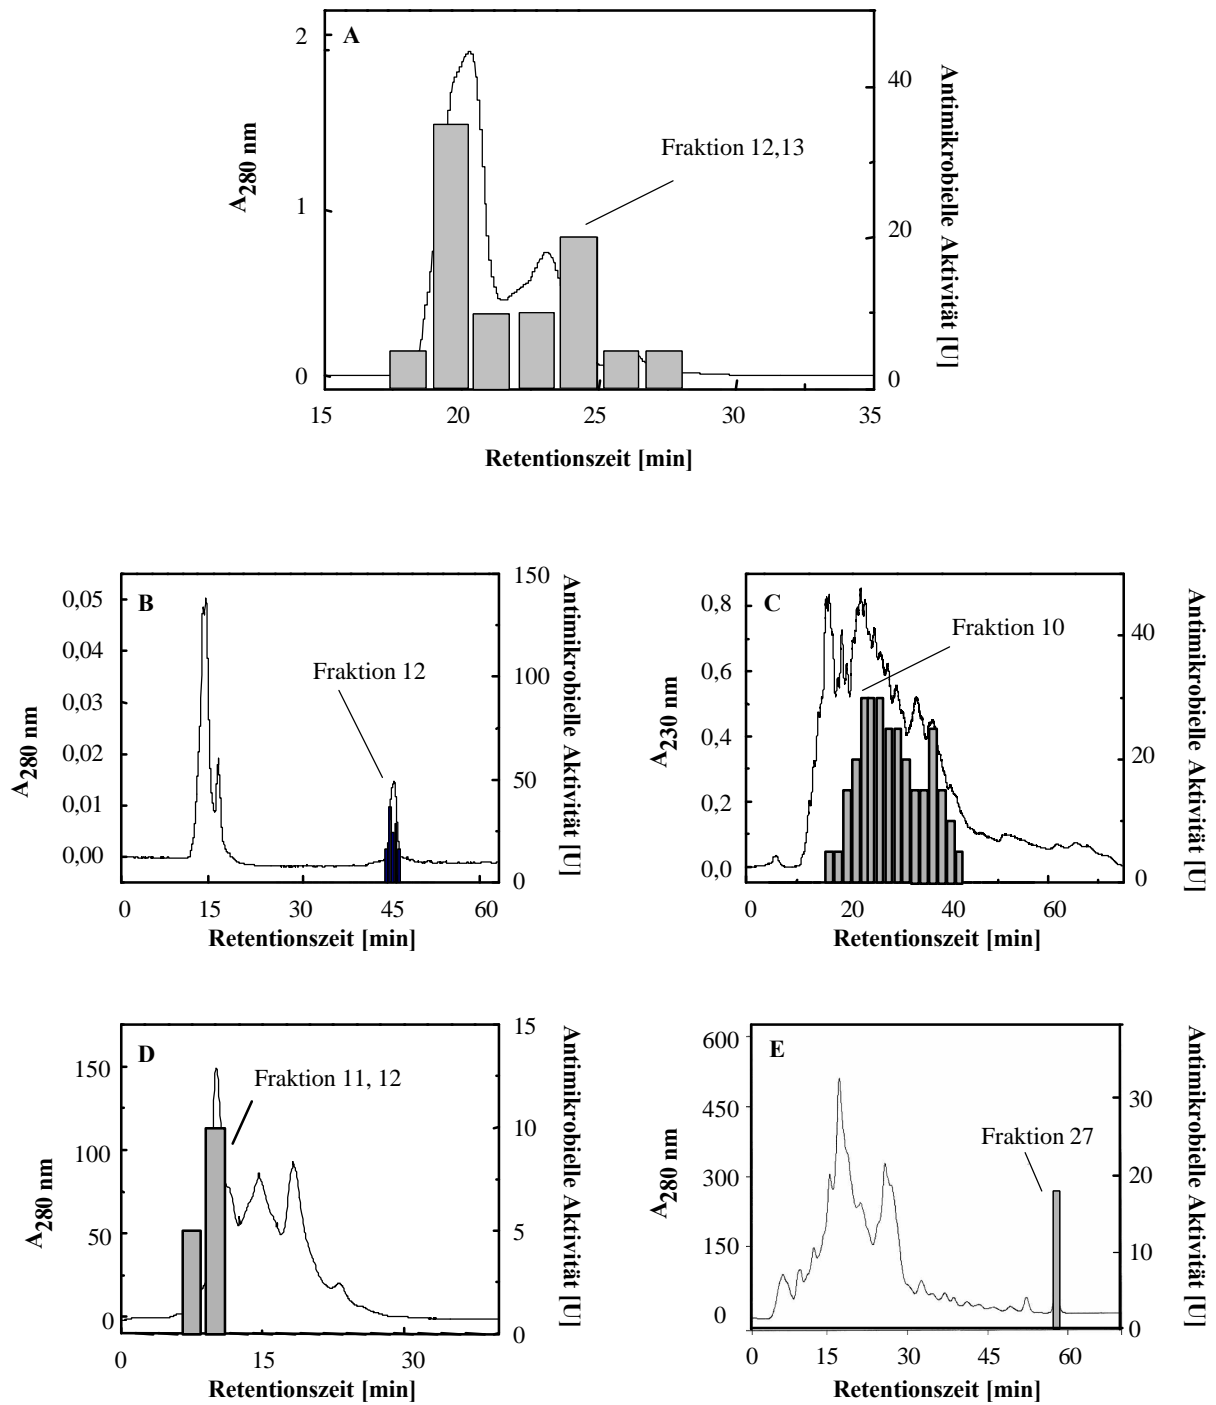 A
2
1
0
A280 nm
Fraktion 12,13
40
20
0
Antimikrobielle Aktivität [U]
15 20 25 30 35
Retentionszeit [min]
B
0,05
0,04
0,03
0,02
0,01
0,00
A280 nm
Fraktion 12
150
100
50
0
Antimikrobielle Aktivität [U]
0 15 30 45 60
Retentionszeit [min]
C
0,8
0,6
0,4
0,2
0,0
A230 nm
Fraktion 10
40
20
0
Antimikrobielle Aktivität [U]
0 20 40 60
Retentionszeit [min]
D
150
100
50
0
A280 nm
Fraktion 11, 12
15
10
5
0
Antimikrobielle Aktivität [U]
0 15 30
Retentionszeit [min]
E
600
450
300
150
0
A280 nm
Fraktion 27
30
20
10
0
Antimikrobielle Aktivität [U]
0 15 30 45 60
Retentionszeit [min]